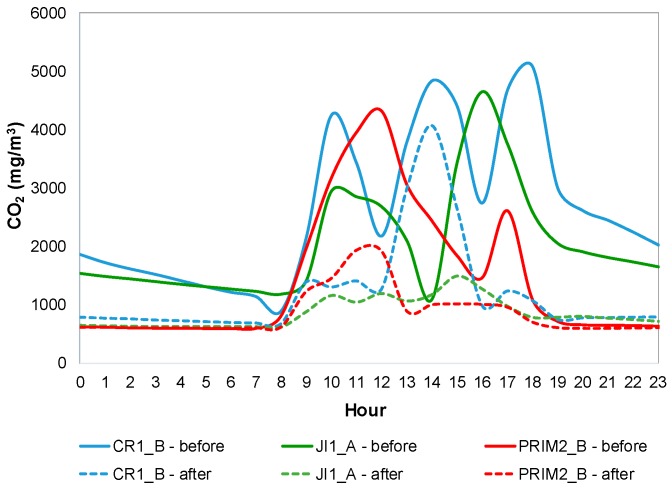 6000
5000
4000
3000
2000
1000
0
CO2 (mg/m³)
0 1 2 3 4 5 6 7 8 9 10 11 12 13 14 15 16 17 18 19 20 21 22 23
Hour
CR1_B - before JI1_A - before PRIM2_B - before
CR1_B - after JI1_A - after PRIM2_B - after